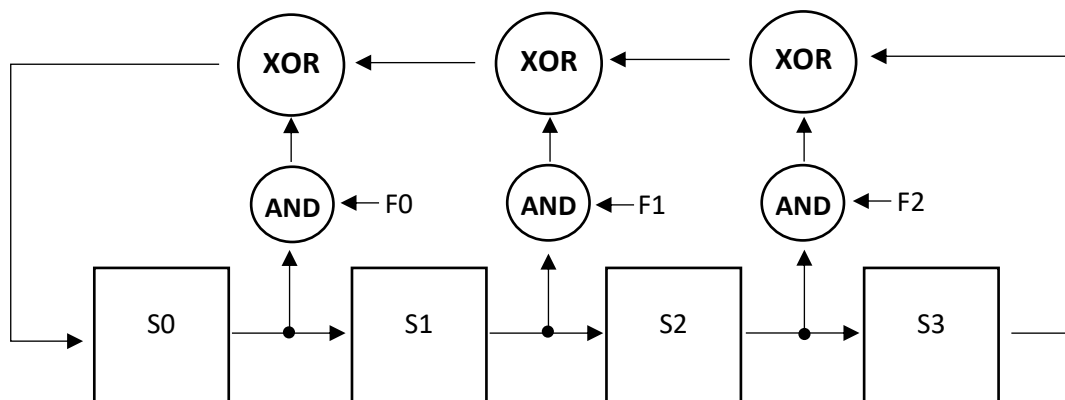 XOR XOR XOR
AND F0 AND F1 AND F2
S0 S1 S2 S3